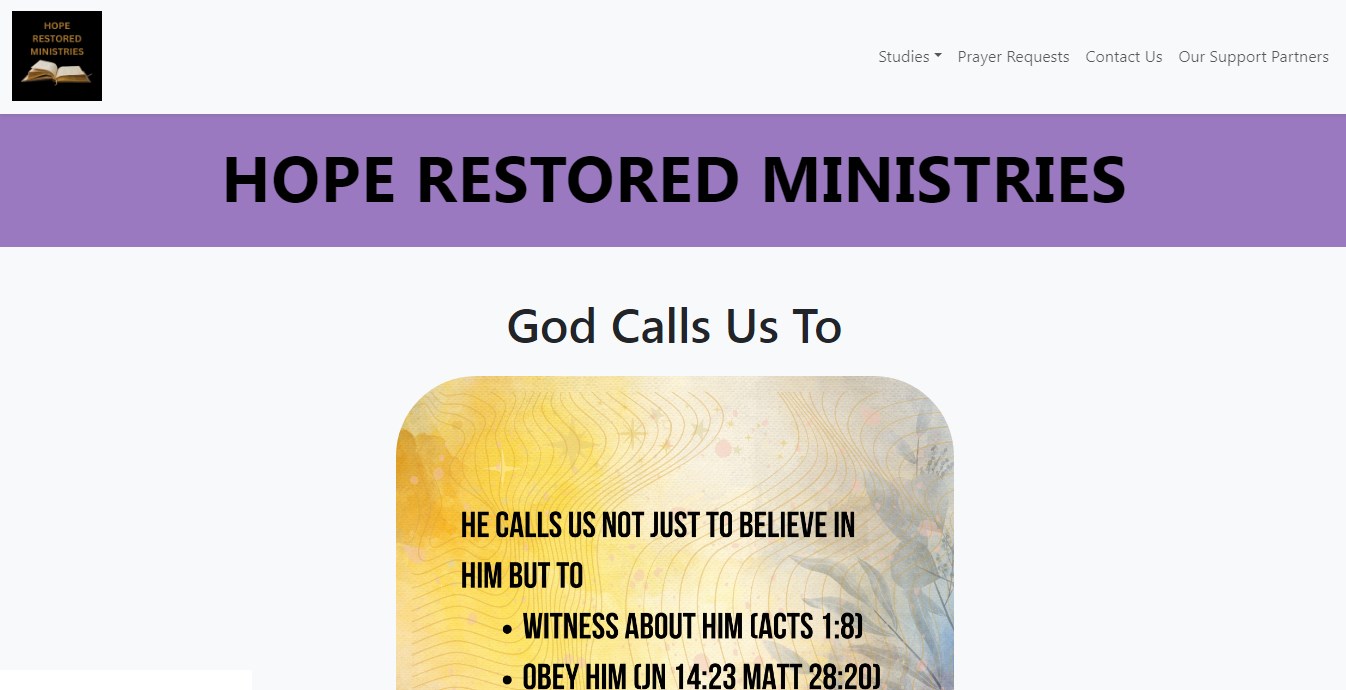 HOPE
RESTORED
MINISTRIES
Studies Prayer Requests Contact Us Our Support Partners
HOPE RESTORED MINISTRIES
God Calls Us To
HE CALLS US NOT JUST TO BELIEVE IN
HIM BUT TO
• WITNESS ABOUT HIM (ACTS 1:8)
• OBEY HIM (JN 14:23 MATT 28:20)